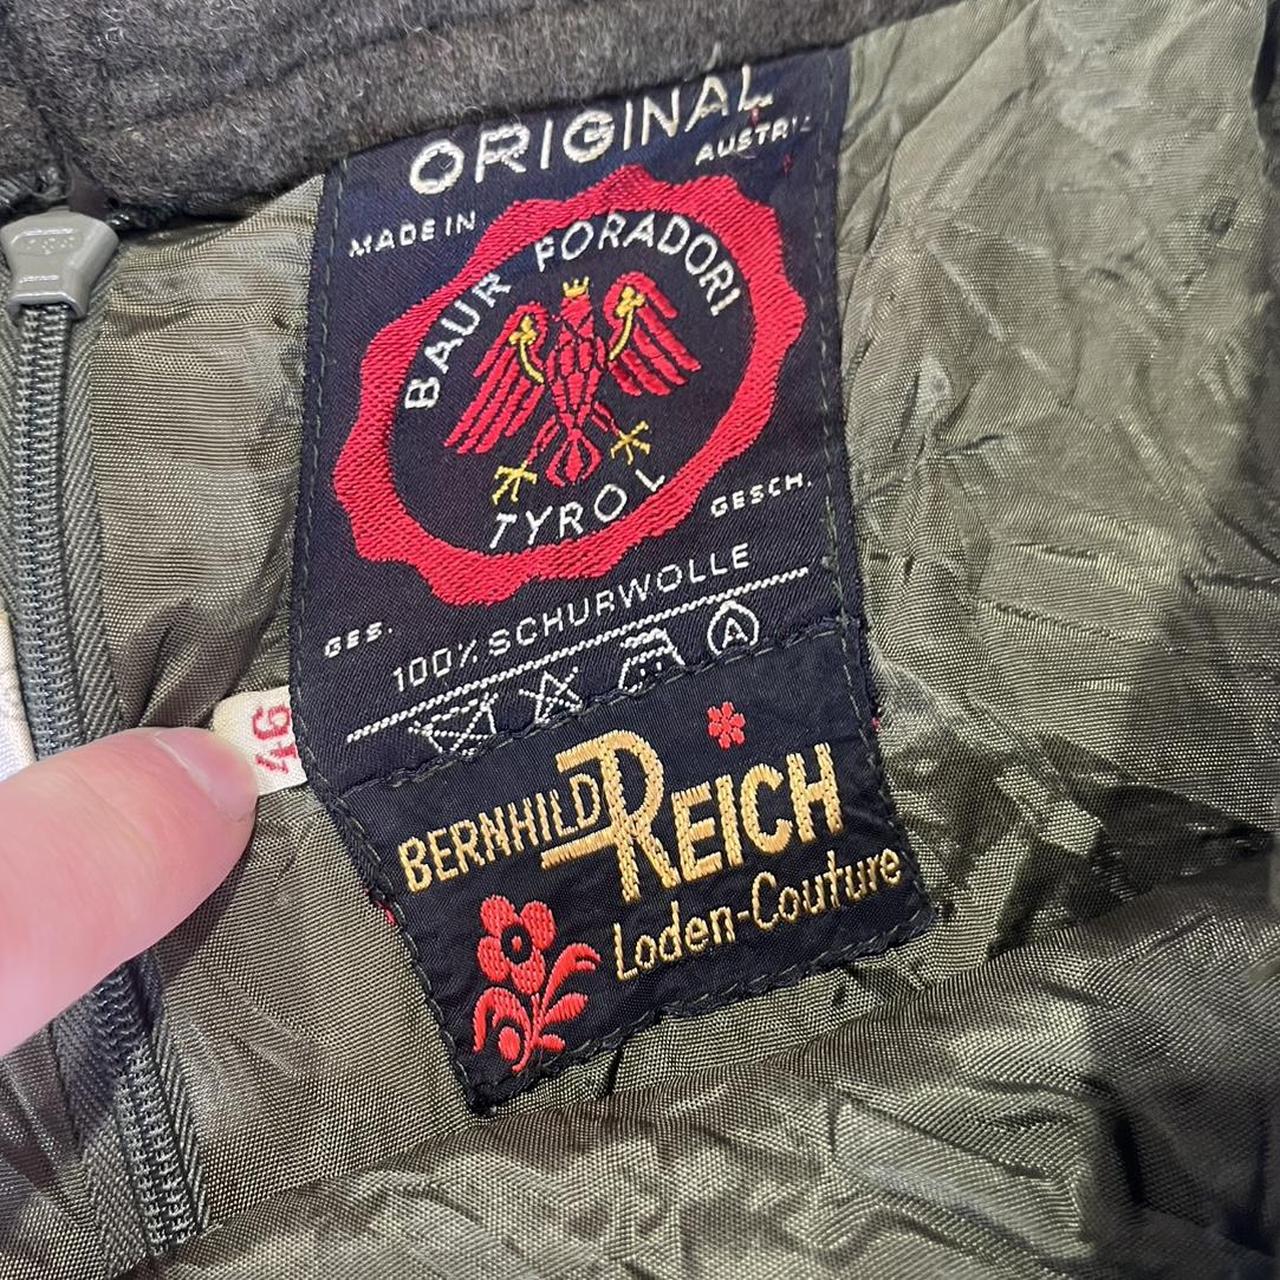 ORIGINAL
MADE IN AUSTRIA
BAUR FORADORI
TYROL
GES. GESCH.
100% SCHURWOLLE
A
46
BERNHILD REICH
Loden-Couture